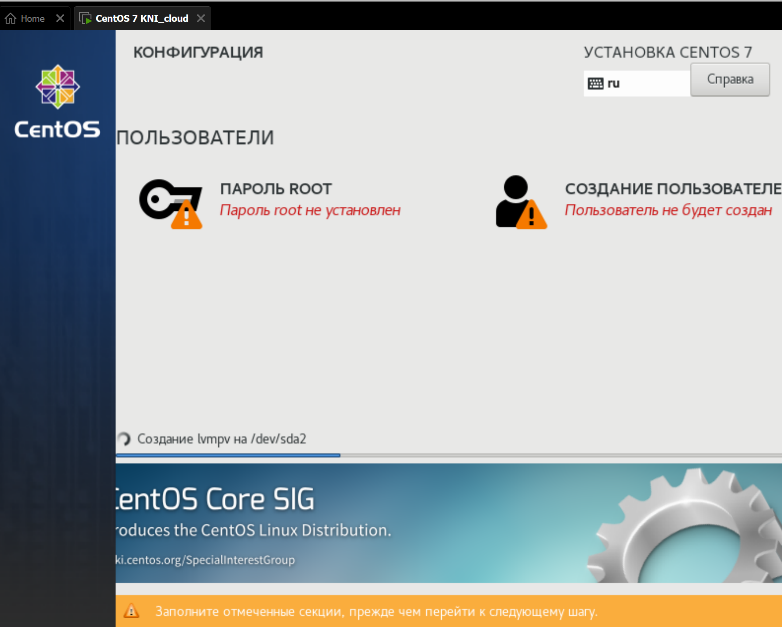 Home
CentOS 7 KNI_cloud
КОНФИГУРАЦИЯ
УСТАНОВКА CENTOS 7
ru
Справка
CentOS
ПОЛЬЗОВАТЕЛИ
ПАРОЛЬ ROOT
Пароль root не установлен
СОЗДАНИЕ ПОЛЬЗОВАТЕЛЕ
Пользователь не будет создан
Создание lvmpv на /dev/sda2
CentOS Core SIG
roduces the CentOS Linux Distribution.
ki.centos.org/SpecialInterestGroup
Заполните отмеченные секции, прежде чем перейти к следующему шагу.